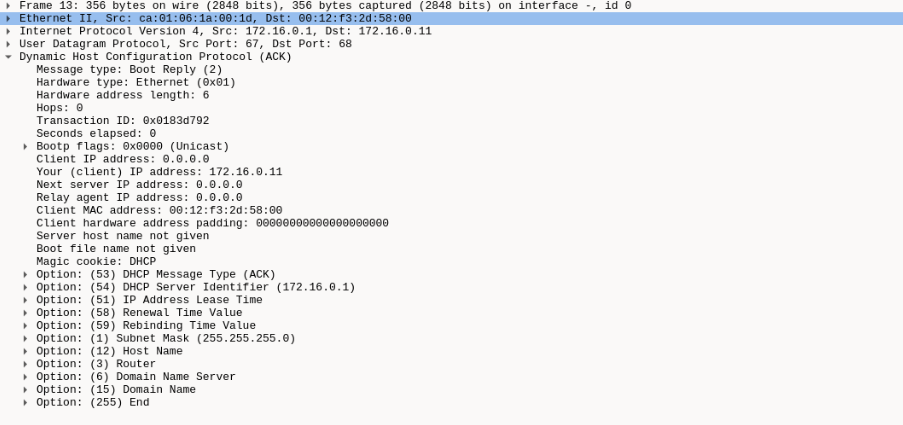 Frame 13: 356 bytes on wire (2848 bits), 356 bytes captured (2848 bits) on interface -, id 0
Ethernet II, Src: ca:01:06:1a:00:1d, Dst: 00:12:f3:2d:58:00
Internet Protocol Version 4, Src: 172.16.0.1, Dst: 172.16.0.11
User Datagram Protocol, Src Port: 67, Dst Port: 68
Dynamic Host Configuration Protocol (ACK)
Message type: Boot Reply (2)
Hardware type: Ethernet (0x01)
Hardware address length: 6
Hops: 0
Transaction ID: 0x0183d792
Seconds elapsed: 0
Bootp flags: 0x0000 (Unicast)
Client IP address: 0.0.0.0
Your (client) IP address: 172.16.0.11
Next server IP address: 0.0.0.0
Relay agent IP address: 0.0.0.0
Client MAC address: 00:12:f3:2d:58:00
Client hardware address padding: 00000000000000000000
Server host name not given
Boot file name not given
Magic cookie: DHCP
Option: (53) DHCP Message Type (ACK)
Option: (54) DHCP Server Identifier (172.16.0.1)
Option: (51) IP Address Lease Time
Option: (58) Renewal Time Value
Option: (59) Rebinding Time Value
Option: (1) Subnet Mask (255.255.255.0)
Option: (12) Host Name
Option: (3) Router
Option: (6) Domain Name Server
Option: (15) Domain Name
Option: (255) End